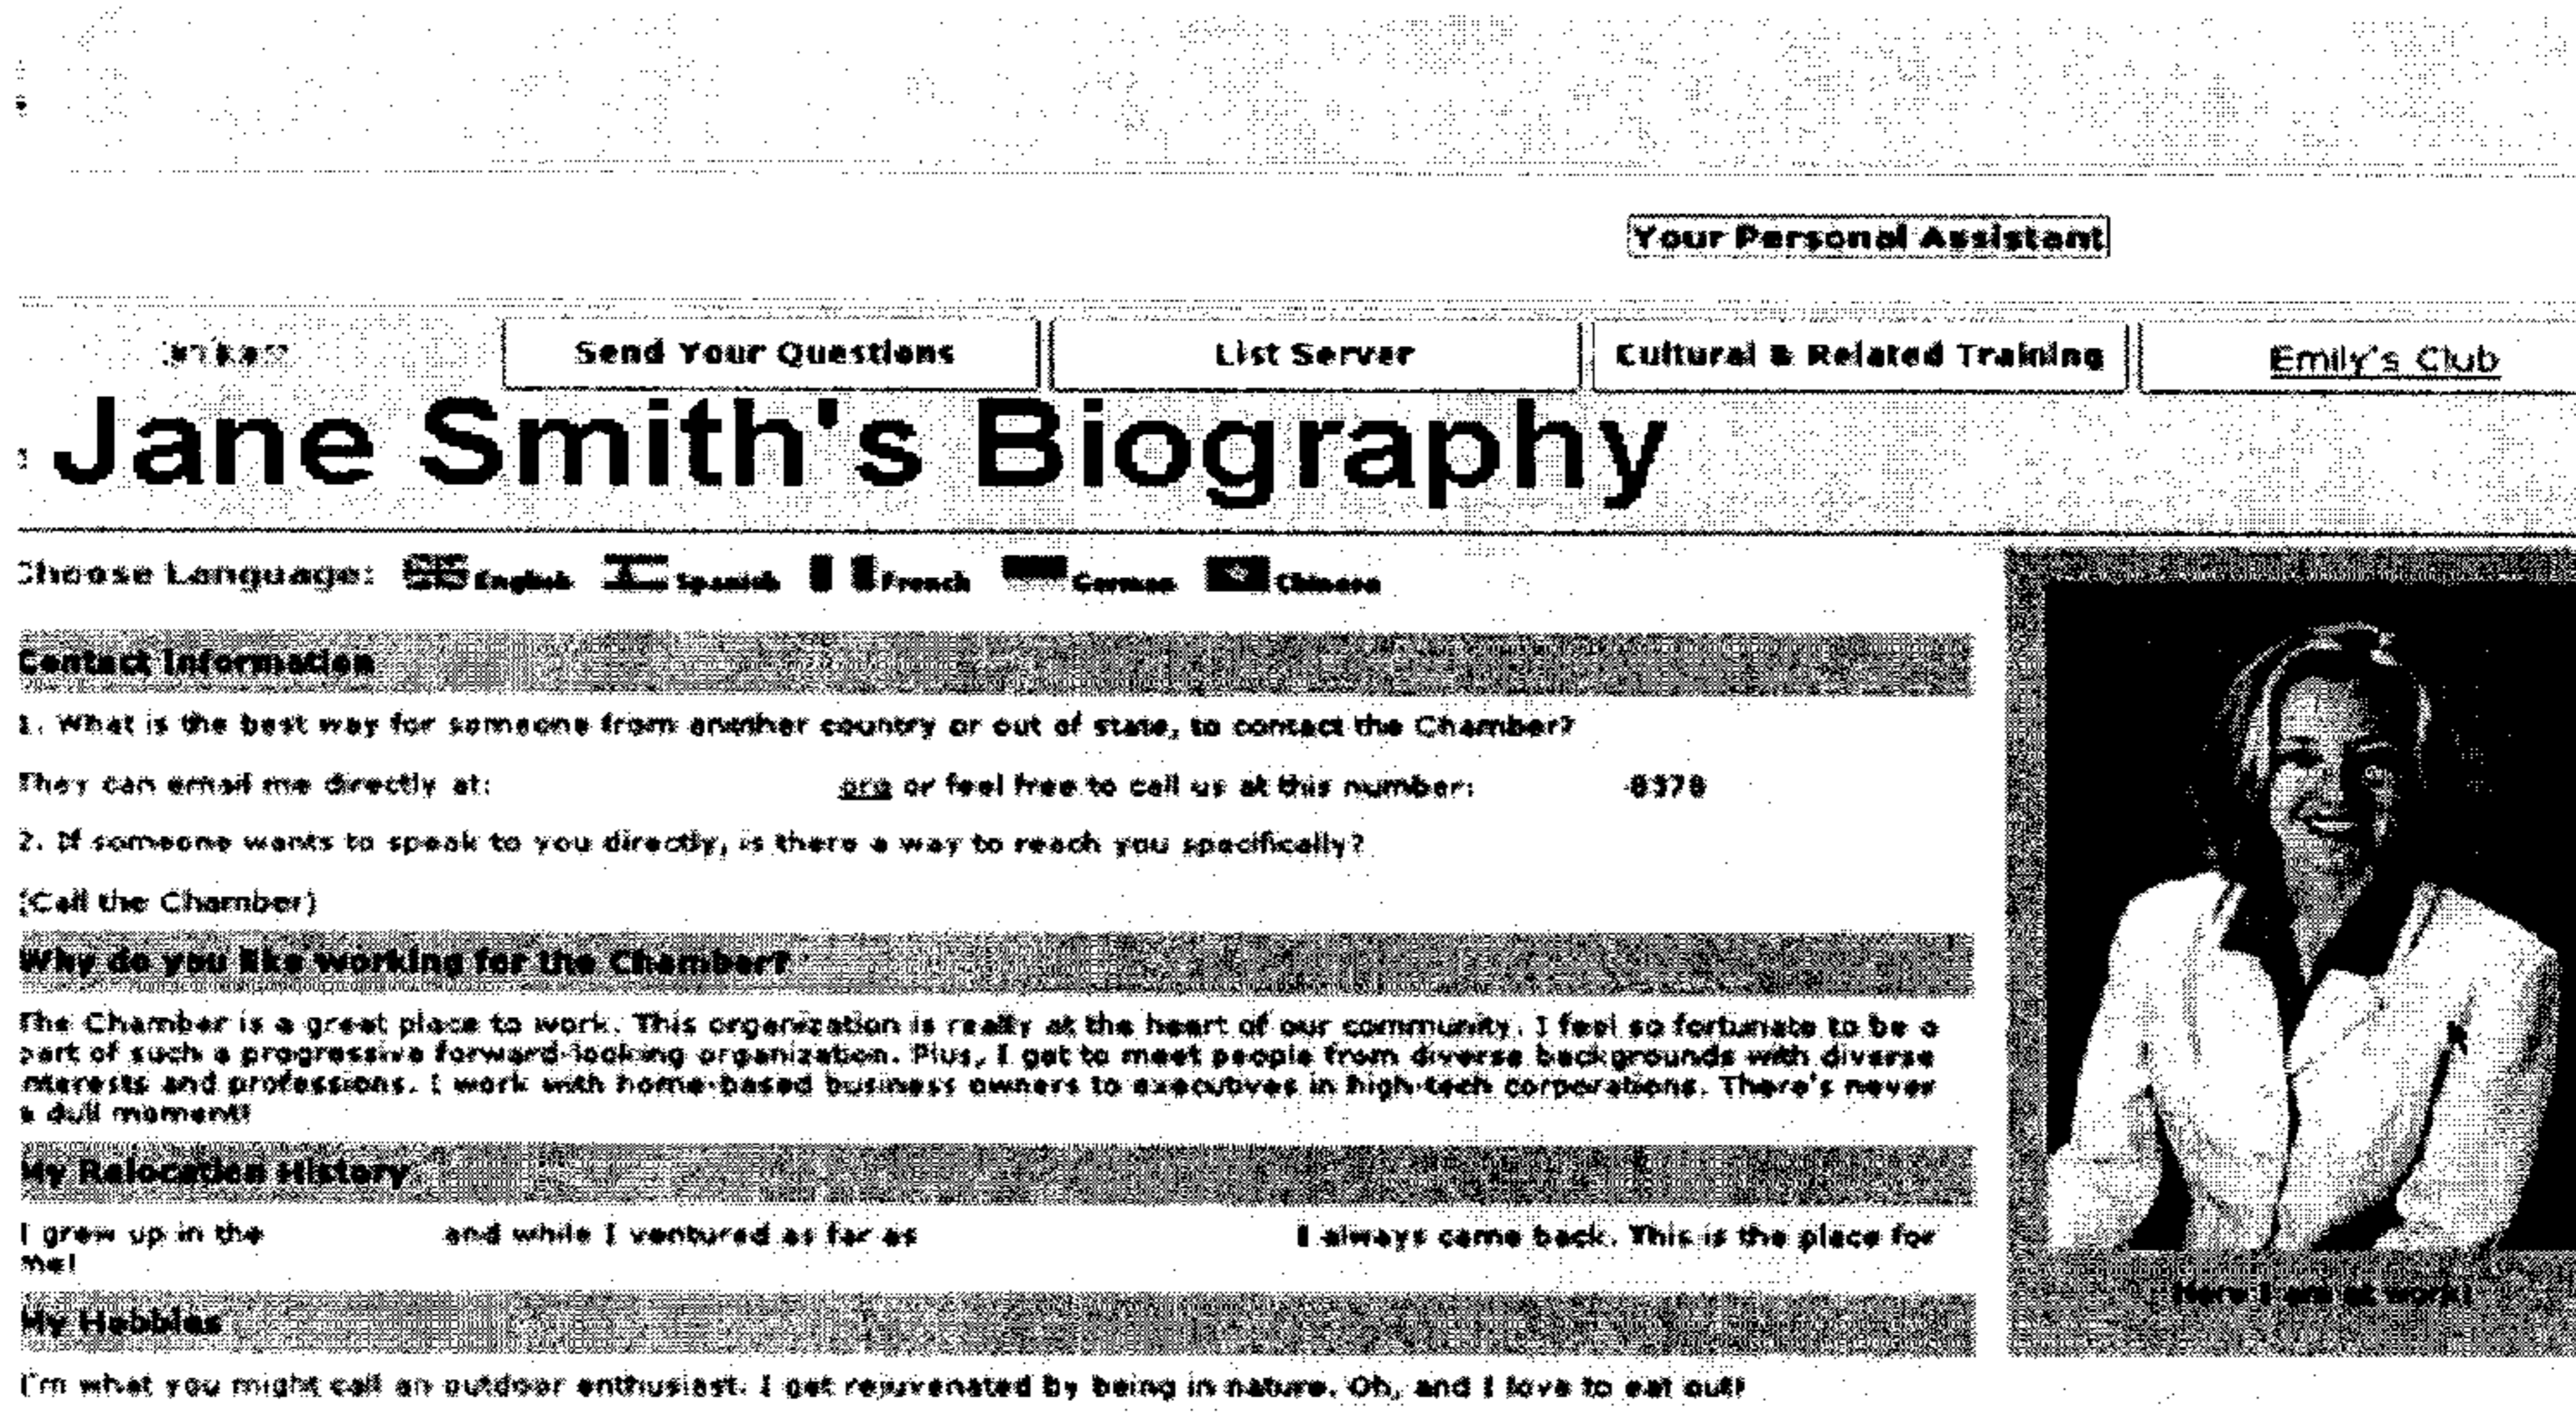 Your Personal Assistant
Send Your Questions
List Server
Cultural & Related Training
Emily's Club
Jane Smith's Biography
Choose Language: English Spanish French German Chinese
Contact Information
1. What is the best way for someone from another country or out of state, to contact the Chamber?
They can email me directly at: org or feel free to call us at this number: -8378
2. If someone wants to speak to you directly, is there a way to reach you specifically?
(Call the Chamber)
Why do you like working for the Chamber?
The Chamber is a great place to work. This organization is really at the heart of our community. I feel so fortunate to be a
part of such a progressive forward-looking organization. Plus, I get to meet people from diverse backgrounds with diverse
interests and professions. I work with home-based business owners to executives in high-tech corporations. There's never
a dull moment!
My Relocation History
I grew up in the and while I ventured as far as I always came back. This is the place for
me!
My Hobbies
I'm what you might call an outdoor enthusiast. I get rejuvenated by being in nature. Oh, and I love to eat out!
Here I am at work!